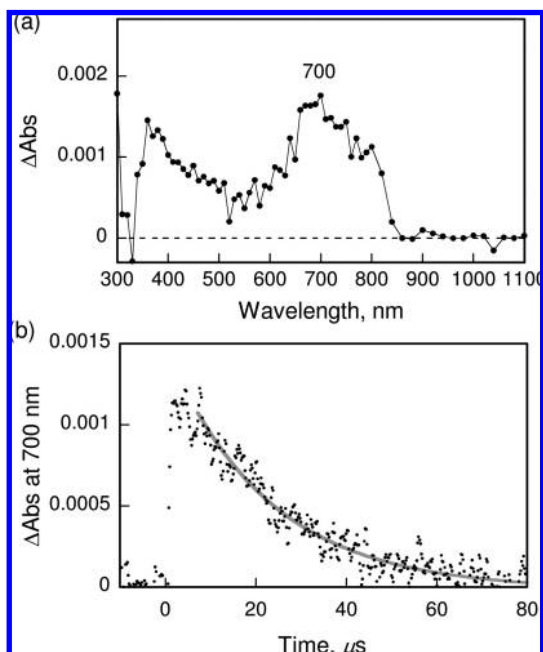 (a)
700
0.002
0.001
0
ΔAbs
300 400 500 600 700 800 900 1000 1100
Wavelength, nm
(b)
0.0015
0.001
0.0005
0
ΔAbs at 700 nm
0 20 40 60 80
Time, μs